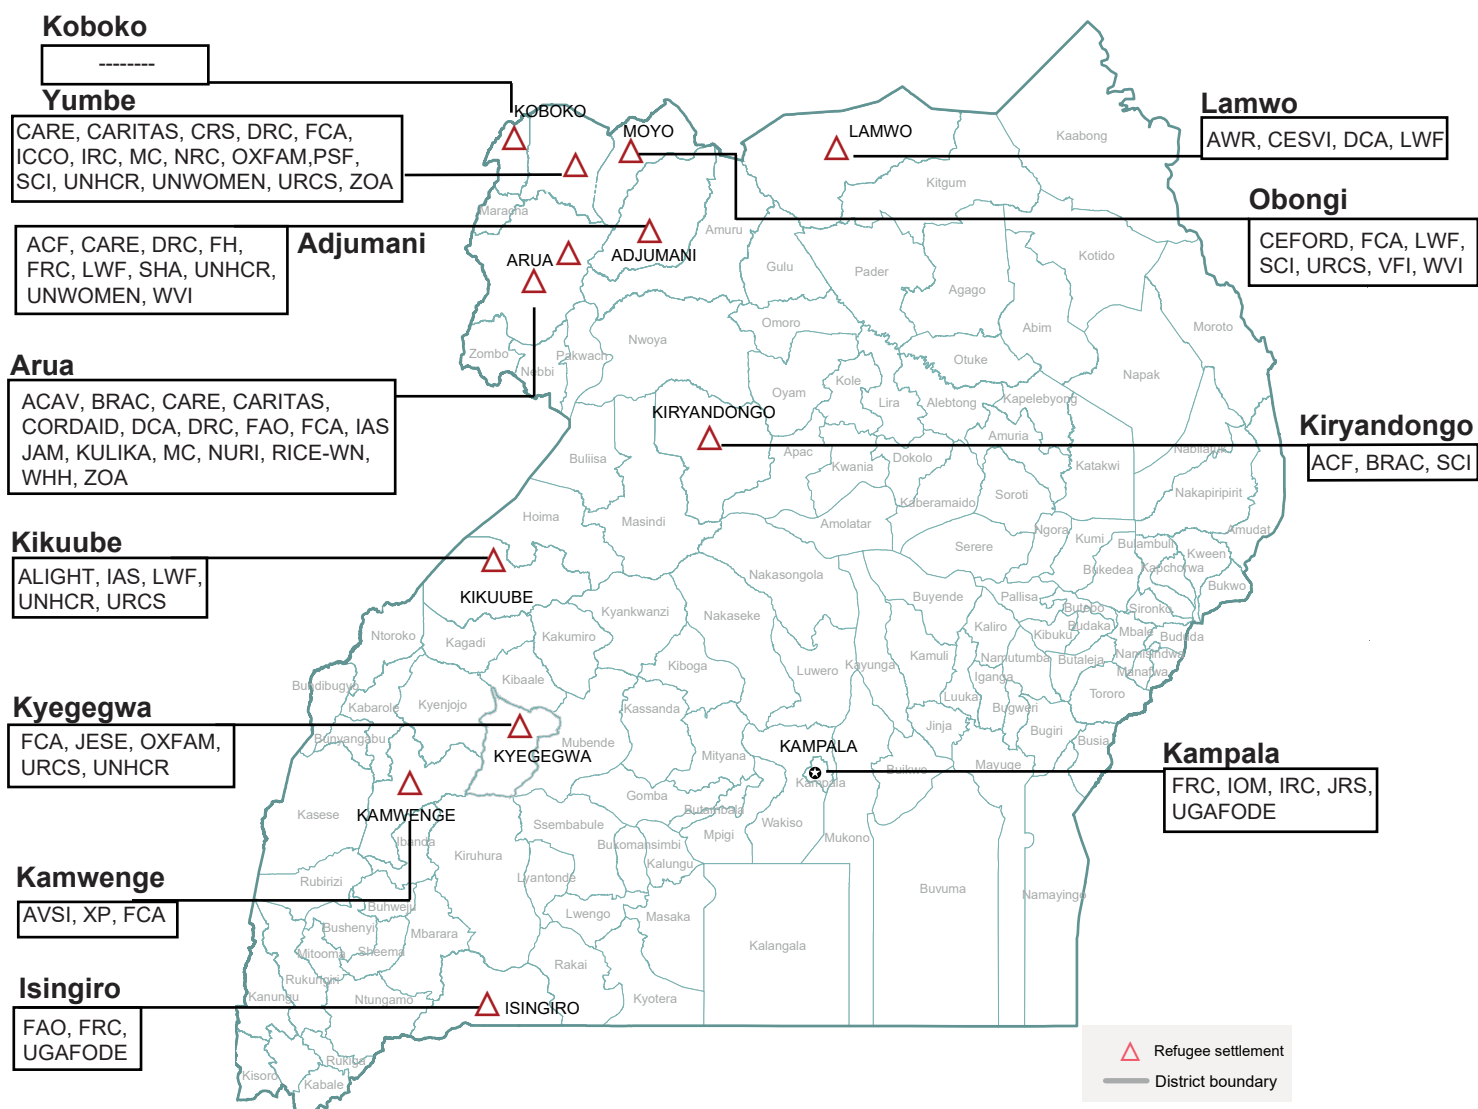 Koboko
--------
Yumbe
CARE, CARITAS, CRS, DRC, FCA,
ICCO, IRC, MC, NRC, OXFAM,PSF,
SCI, UNHCR, UNWOMEN, URCS, ZOA
Adjumani
ACF, CARE, DRC, FH,
FRC, LWF, SHA, UNHCR,
UNWOMEN, WVI
Arua
ACAV, BRAC, CARE, CARITAS,
CORDAID, DCA, DRC, FAO, FCA, IAS
JAM, KULIKA, MC, NURI, RICE-WN,
WHH, ZOA
Kikuube
ALIGHT, IAS, LWF,
UNHCR, URCS
Kyegegwa
FCA, JESE, OXFAM,
URCS, UNHCR
Kamwenge
AVSI, XP, FCA
Isingiro
FAO, FRC,
UGAFODE
Lamwo
AWR, CESVI, DCA, LWF
Obongi
CEFORD, FCA, LWF,
SCI, URCS, VFI, WVI
Kiryandongo
ACF, BRAC, SCI
Kampala
FRC, IOM, IRC, JRS,
UGAFODE
KOBOKO
MOYO
LAMWO
Kaabong
Kitgum
Maracha
Amuru
ARUA
ADJUMANI
Gulu
Pader
Kotido
Agago
Omoro
Abim
Moroto
Zombo
Nebbi
Pakwach
Nwoya
Otuke
Napak
Oyam
Kole
Lira
Alebtong
Kapelebyong
KIRYANDONGO
Amuria
Apac
Kwania
Dokolo
Katakwi
Nabilatuk
Buliisa
Kaberamaido
Soroti
Nakapiripirit
Hoima
Masindi
Amolatar
Ngora
Amudat
Serere
Kumi
Bulambuli
Kween
Bukedea
Kapchorwa
Bukwo
Nakasongola
KIKUUBE
Kyankwanzi
Nakaseke
Buyende
Pallisa
Butebo
Sironko
Ntoroko
Kagadi
Kakumiro
Kaliro
Kibuku
Budaka
Mbale
Bududa
Kiboga
Luwero
Kayunga
Kamuli
Namutumba
Butaleja
Namisindwa
Manafwa
Iganga
Bundibugyo
Kibaale
Kabarole
Kyenjojo
Kassanda
Luuka
Bugweri
Tororo
Bunyangabu
KYEGEGWA
Mubende
Mityana
KAMPALA
Kampala
Jinja
Bugiri
Busia
Buikwe
Mayuge
Kasese
KAMWENGE
Gomba
Butambala
Ssembabule
Mpigi
Wakiso
Mukono
Ibanda
Kiruhura
Bukomansimbi
Kalungu
Rubirizi
Lyantonde
Buvuma
Namayingo
Buhweju
Lwengo
Masaka
Bushenyi
Mbarara
Mitooma
Sheema
Kalangala
Rukungiri
Rakai
Kanungu
Ntungamo
Kyotera
ISINGIRO
Rukiga
Kisoro
Kabale
Refugee settlement
District boundary